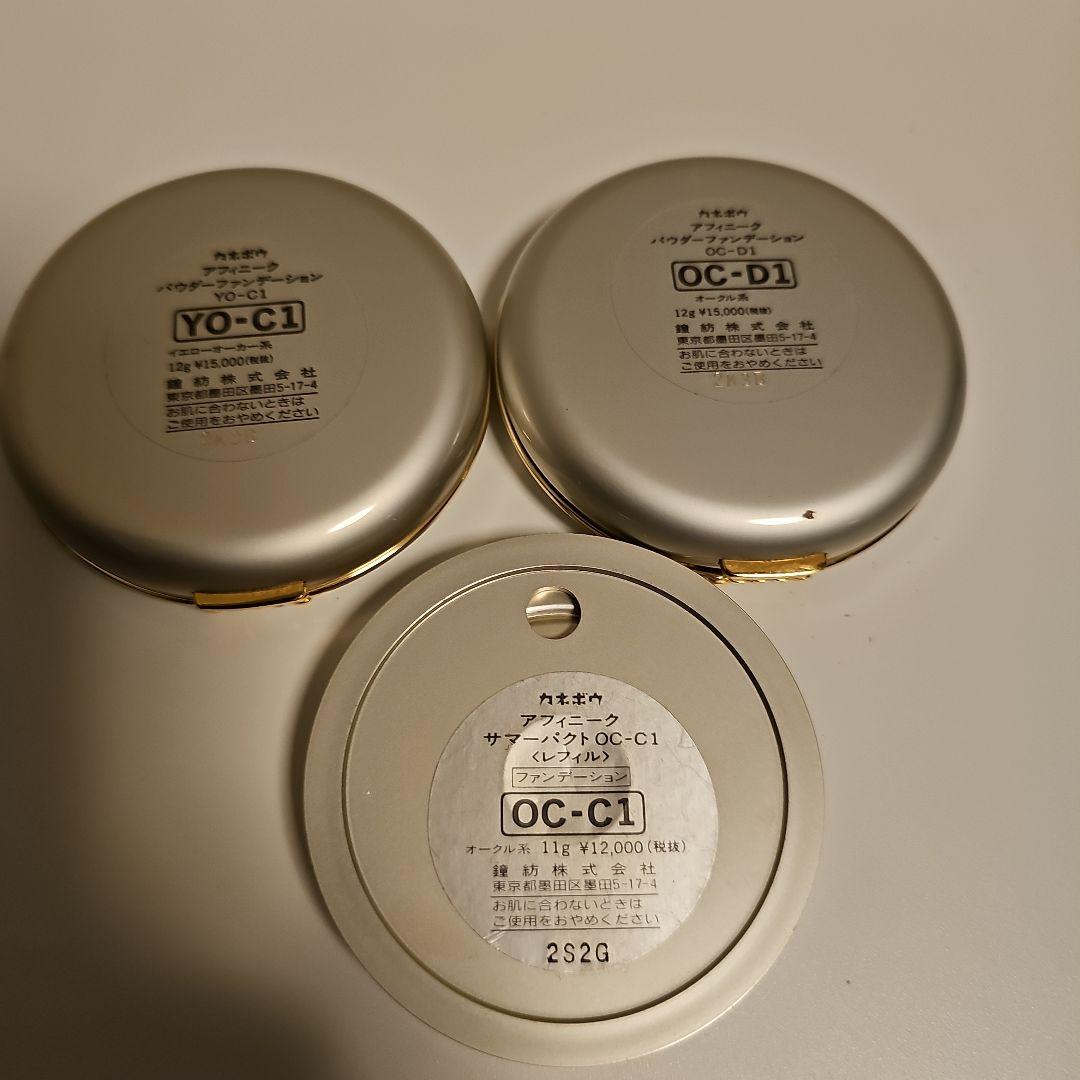 カネボウ
アフィニーク
パウダーファンデーション
YO-C1
YO-C1
イエローオーカー系
12g ¥15,000(税抜)
鐘紡株式会社
東京都墨田区墨田5-17-4
お肌に合わないときは
ご使用をおやめください
カネボウ
アフィニーク
パウダーファンデーション
OC-D1
OC-D1
オークル系
12g ¥15,000(税抜)
鐘紡株式会社
東京都墨田区墨田5-17-4
お肌に合わないときは
ご使用をおやめください
カネボウ
アフィニーク
サマーパクト OC-C1
〈レフィル〉
ファンデーション
OC-C1
オークル系 11g ¥12,000(税抜)
鐘紡株式会社
東京都墨田区墨田5-17-4
お肌に合わないときは
ご使用をおやめください
2S2G